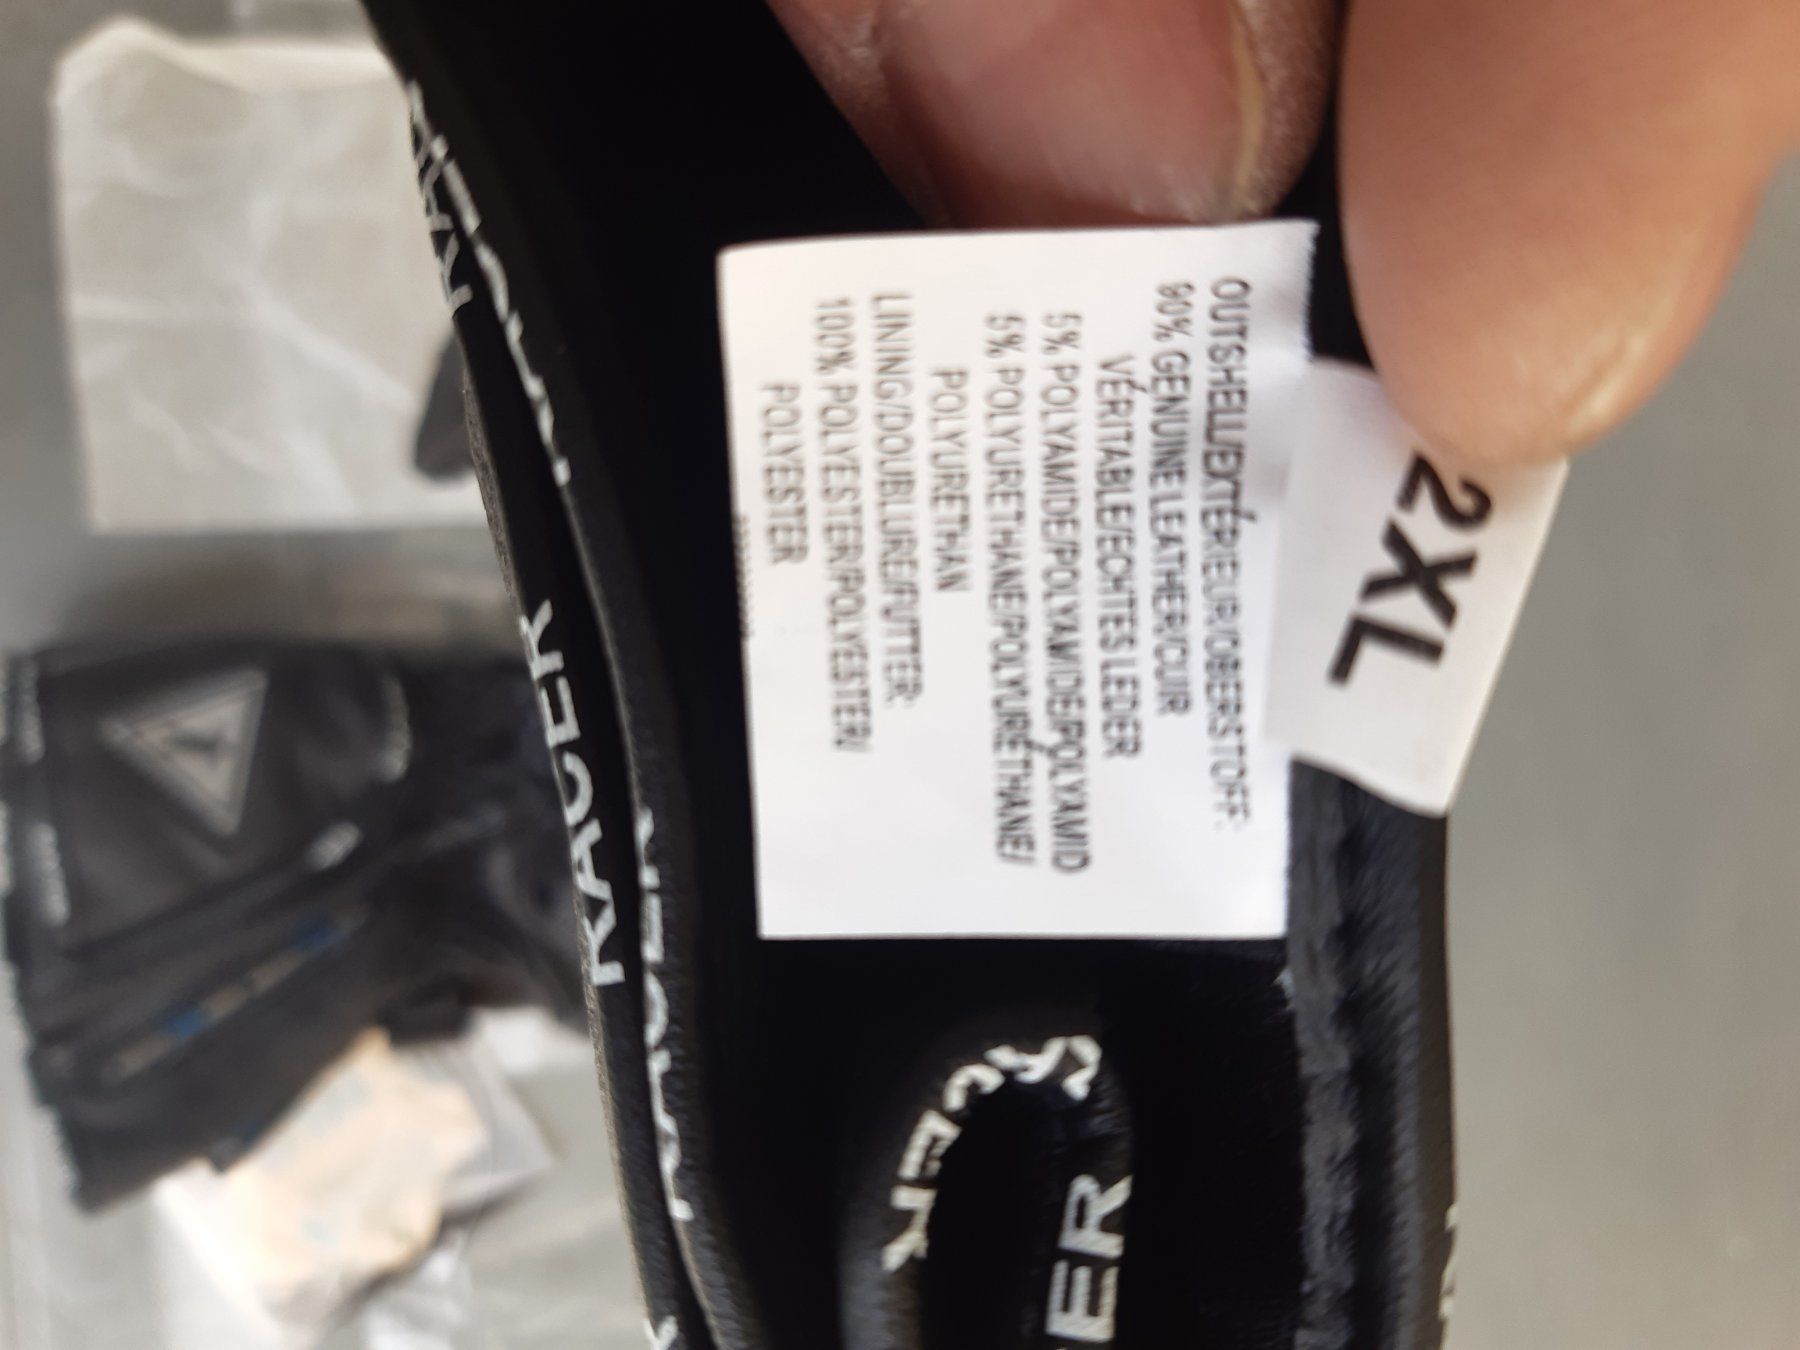 OUTSHELL/EXTÉRIEUR/OBERSTOFF:
90% GENUINE LEATHER/CUIR
VÉRITABLE/ECHTES LEDER
5% POLYAMIDE/POLYAMIDE/POLYAMID
5% POLYURETHANE/POLYURÉTHANE/
POLYURETHAN
LINING/DOUBLURE/FUTTER:
100% POLYESTER/POLYESTER/
POLYESTER
2XL
RACER
RACER
RACER